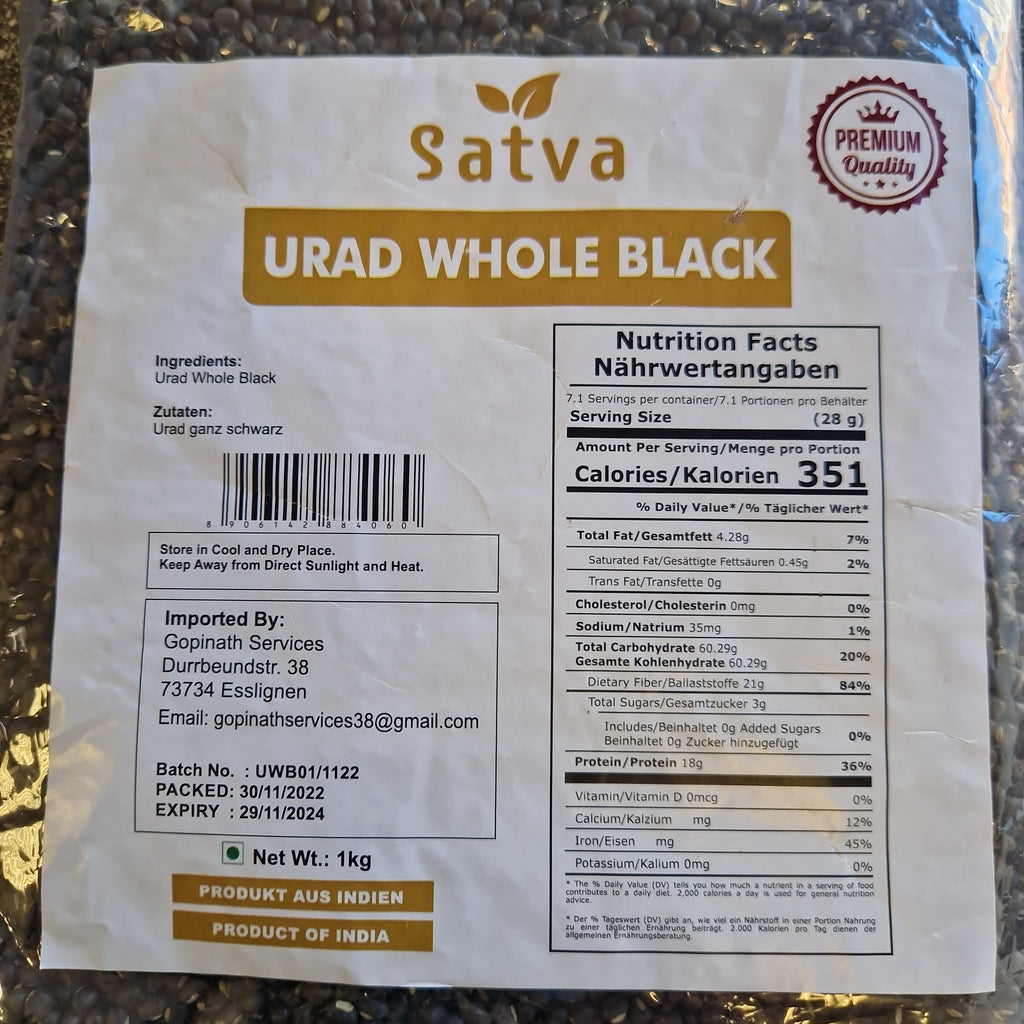 Satva
PREMIUM
Quality
URAD WHOLE BLACK
Ingredients:
Urad Whole Black
Zutaten:
Urad ganz schwarz
8 906142 884060
Store in Cool and Dry Place.
Keep Away from Direct Sunlight and Heat.
Imported By:
Gopinath Services
Durrbeundstr. 38
73734 Esslignen
Email: gopinathservices38@gmail.com
Batch No. : UWB01/1122
PACKED: 30/11/2022
EXPIRY : 29/11/2024
Net Wt.: 1kg
PRODUKT AUS INDIEN
PRODUCT OF INDIA
Nutrition Facts
Nährwertangaben
7.1 Servings per container/7.1 Portionen pro Behälter
Serving Size (28 g)
Amount Per Serving/Menge pro Portion
Calories/Kalorien 351
% Daily Value*/% Täglicher Wert*
Total Fat/Gesamtfett 4.28g 7%
Saturated Fat/Gesättigte Fettsäuren 0.45g 2%
Trans Fat/Transfette 0g
Cholesterol/Cholesterin 0mg 0%
Sodium/Natrium 35mg 1%
Total Carbohydrate 60.29g
Gesamte Kohlenhydrate 60.29g 20%
Dietary Fiber/Ballaststoffe 21g 84%
Total Sugars/Gesamtzucker 3g
Includes/Beinhaltet 0g Added Sugars
Beinhaltet 0g Zucker hinzugefügt 0%
Protein/Protein 18g 36%
Vitamin/Vitamin D 0mcg 0%
Calcium/Kalzium mg 12%
Iron/Eisen mg 45%
Potassium/Kalium 0mg 0%
* The % Daily Value (DV) tells you how much a nutrient in a serving of food
contributes to a daily diet. 2,000 calories a day is used for general nutrition
advice.
* Der % Tageswert (DV) gibt an, wie viel ein Nährstoff in einer Portion Nahrung
zu einer täglichen Ernährung beiträgt. 2.000 Kalorien pro Tag dienen der
allgemeinen Ernährungsberatung.